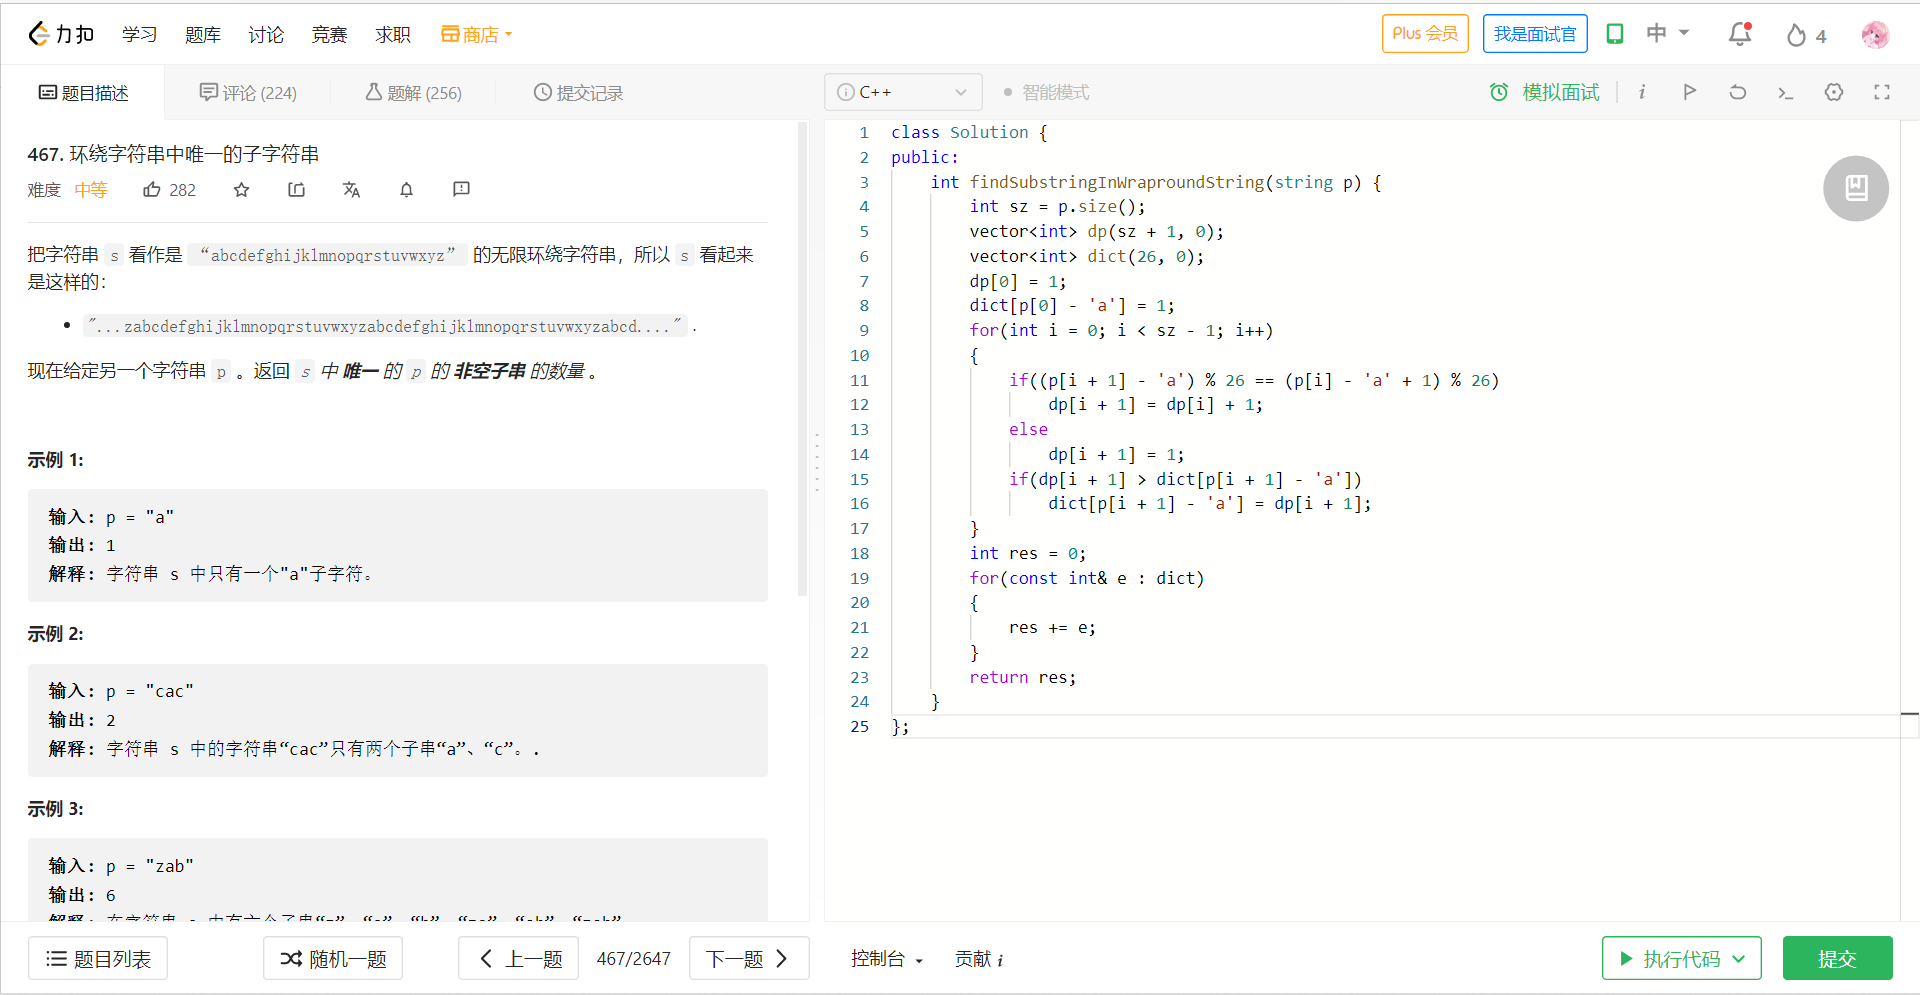 力扣 学习 题库 讨论 竞赛 求职 商店 Plus 会员 我是面试官 中 4
题目描述 评论 (224) 题解 (256) 提交记录
467. 环绕字符串中唯一的子字符串
难度 中等 282
把字符串 s 看作是 “abcdefghijklmnopqrstuvwxyz” 的无限环绕字符串，所以 s 看起来
是这样的：
• "...zabcdefghijklmnopqrstuvwxyzabcdefghijklmnopqrstuvwxyzabcd...." .
现在给定另一个字符串 p 。返回 s 中 唯一 的 p 的 非空子串 的数量 。
示例 1:
输入: p = "a"
输出: 1
解释: 字符串 s 中只有一个"a"子字符。
示例 2:
输入: p = "cac"
输出: 2
解释: 字符串 s 中的字符串“cac”只有两个子串“a”、“c”。.
示例 3:
输入: p = "zab"
输出: 6
题目列表 随机一题 上一题 467/2647 下一题
C++ 智能模式 模拟面试 i
1 class Solution {
2 public:
3 int findSubstringInWraproundString(string p) {
4 int sz = p.size();
5 vector<int> dp(sz + 1, 0);
6 vector<int> dict(26, 0);
7 dp[0] = 1;
8 dict[p[0] - 'a'] = 1;
9 for(int i = 0; i < sz - 1; i++)
10 {
11 if((p[i + 1] - 'a') % 26 == (p[i] - 'a' + 1) % 26)
12 dp[i + 1] = dp[i] + 1;
13 else
14 dp[i + 1] = 1;
15 if(dp[i + 1] > dict[p[i + 1] - 'a'])
16 dict[p[i + 1] - 'a'] = dp[i + 1];
17 }
18 int res = 0;
19 for(const int& e : dict)
20 {
21 res += e;
22 }
23 return res;
24 }
25 };
控制台 贡献 i 执行代码 提交